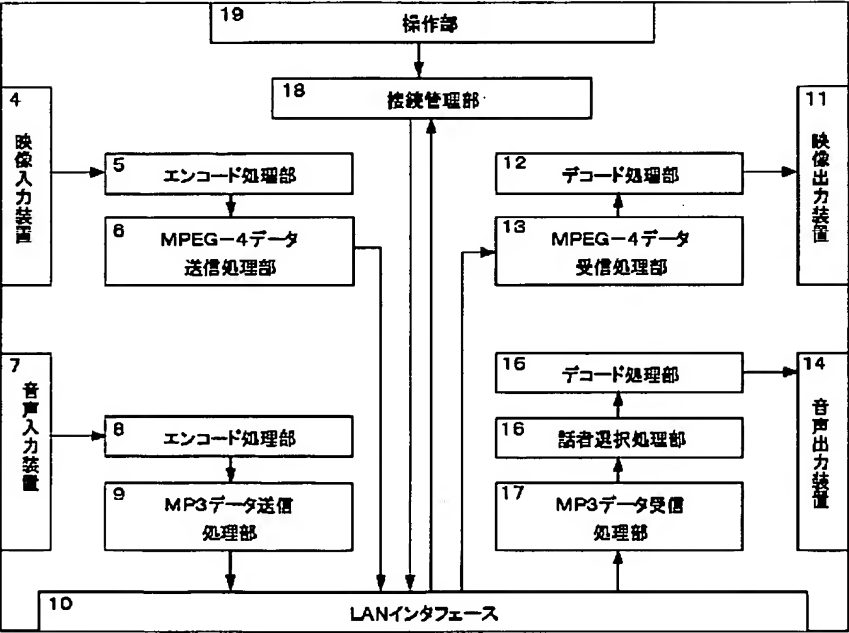 19
操作部
18
接続管理部
4
映像入力装置
5
エンコード処理部
6
MPEG-4データ
送信処理部
7
音声入力装置
8
エンコード処理部
9
MP3データ送信
処理部
11
映像出力装置
12
デコード処理部
13
MPEG-4データ
受信処理部
14
音声出力装置
16
デコード処理部
16
話者選択処理部
17
MP3データ受信
処理部
10
LANインタフェース